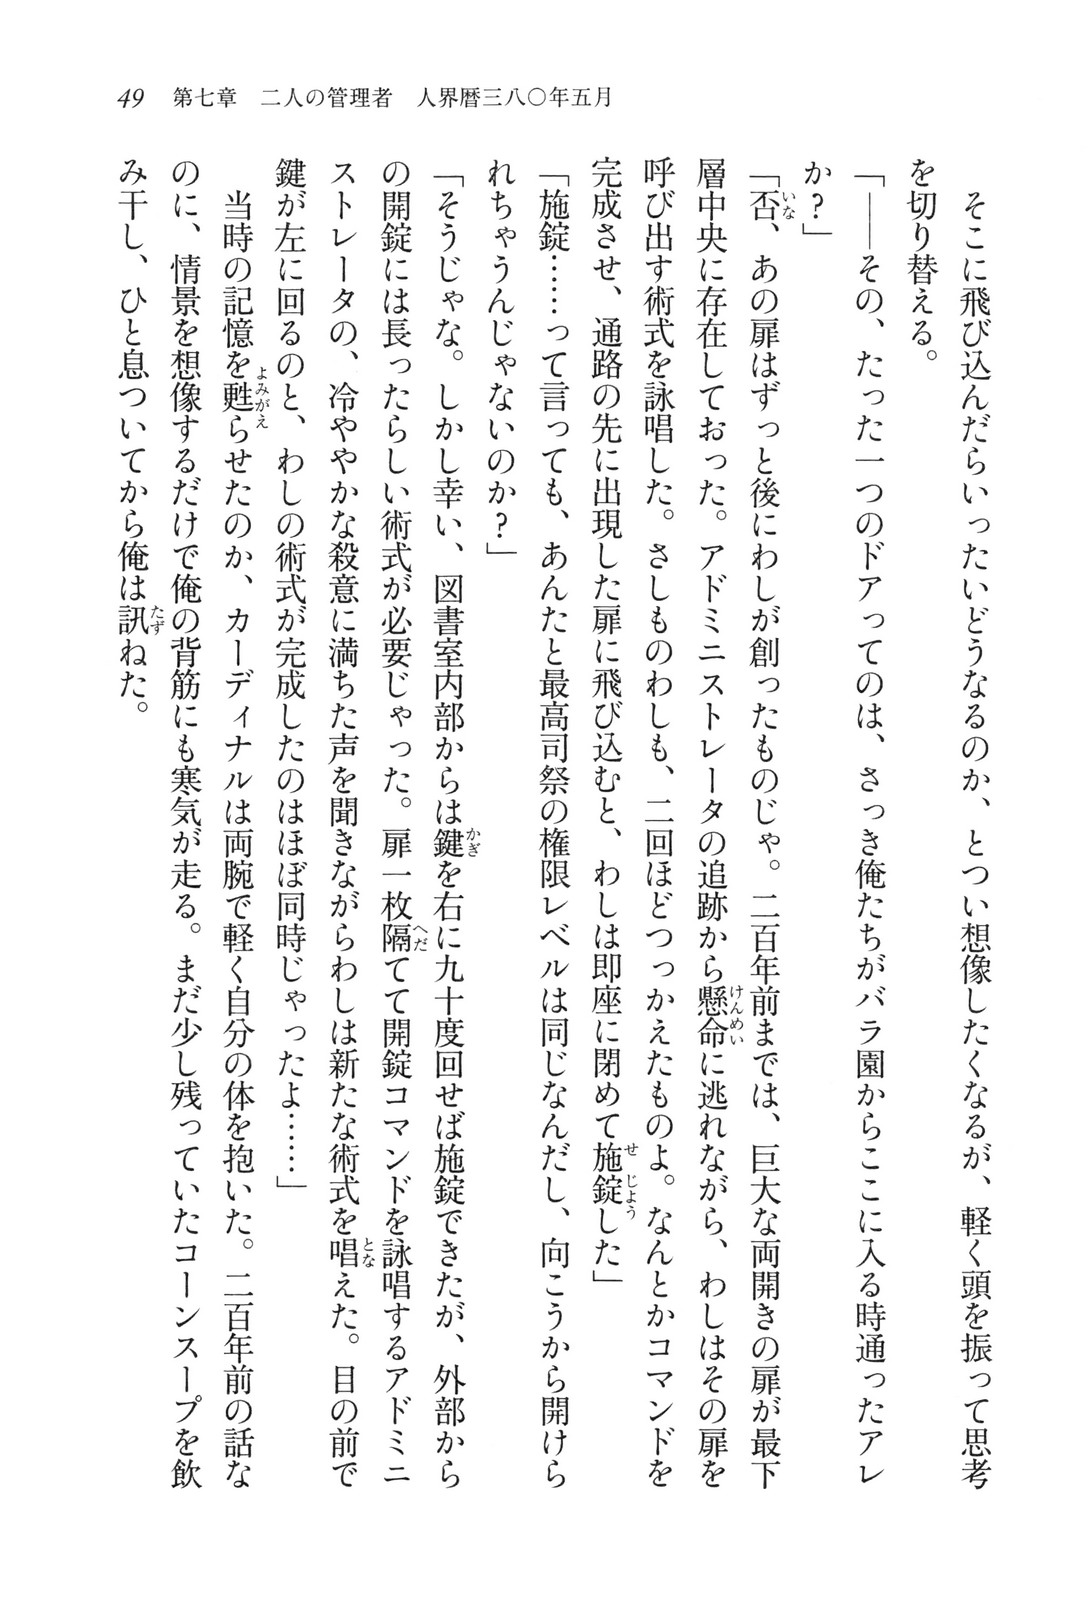 49　第七章　二人の管理者　人界暦三八〇年五月
　そこに飛び込んだらいったいどうなるのか、とつい想像したくなるが、軽く頭を振って思考
を切り替える。
「――その、たった一つのドアってのは、さっき俺たちがバラ園からここに入る時通ったアレ
か？」
「否、あの扉はずっと後にわしが創ったものじゃ。二百年前までは、巨大な両開きの扉が最下
層中央に存在しておった。アドミニストレータの追跡から懸命に逃れながら、わしはその扉を
呼び出す術式を詠唱した。さしものわしも、二回ほどつっかえたものよ。なんとかコマンドを
完成させ、通路の先に出現した扉に飛び込むと、わしは即座に閉めて施錠した」
「施錠……って言っても、あんたと最高司祭の権限レベルは同じなんだし、向こうから開けら
れちゃうんじゃないのか？」
「そうじゃな。しかし幸い、図書室内部からは鍵を右に九十度回せば施錠できたが、外部から
の開錠には長ったらしい術式が必要じゃった。扉一枚隔てて開錠コマンドを詠唱するアドミニ
ストレータの、冷ややかな殺意に満ちた声を聞きながらわしは新たな術式を唱えた。目の前で
鍵が左に回るのと、わしの術式が完成したのはほぼ同時じゃったよ……」
　当時の記憶を甦らせたのか、カーディナルは両腕で軽く自分の体を抱いた。二百年前の話な
のに、情景を想像するだけで俺の背筋にも寒気が走る。まだ少し残っていたコーンスープを飲
み干し、ひと息ついてから俺は訊ねた。